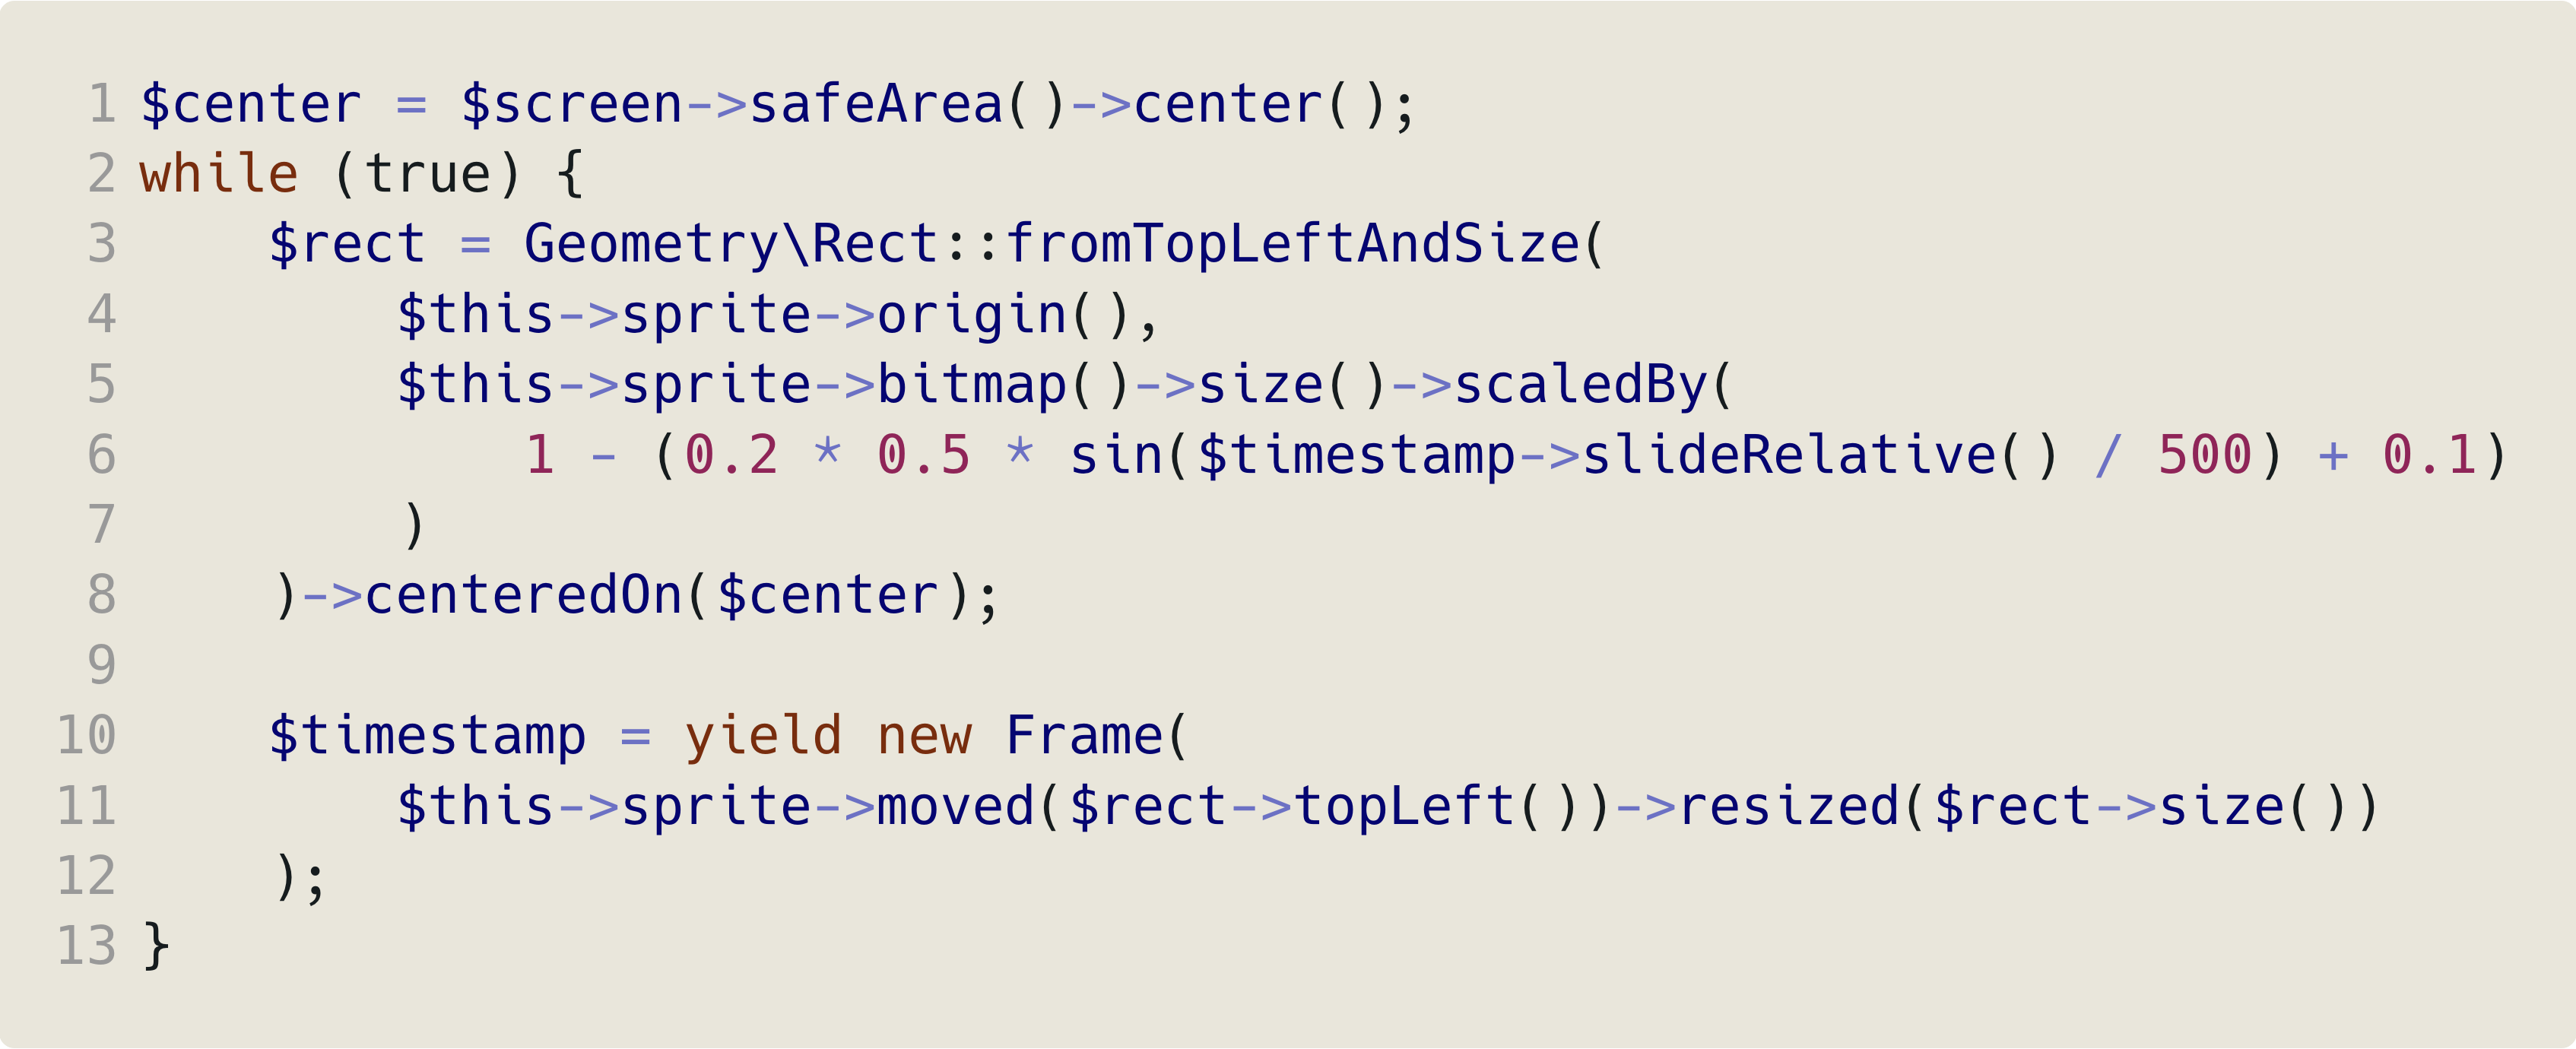 1 $center = $screen->safeArea()->center();
2 while (true) {
3     $rect = Geometry\Rect::fromTopLeftAndSize(
4         $this->sprite->origin(),
5         $this->sprite->bitmap()->size()->scaledBy(
6             1 - (0.2 * 0.5 * sin($timestamp->slideRelative() / 500) + 0.1)
7         )
8     )->centeredOn($center);
9
10     $timestamp = yield new Frame(
11         $this->sprite->moved($rect->topLeft())->resized($rect->size())
12     );
13 }